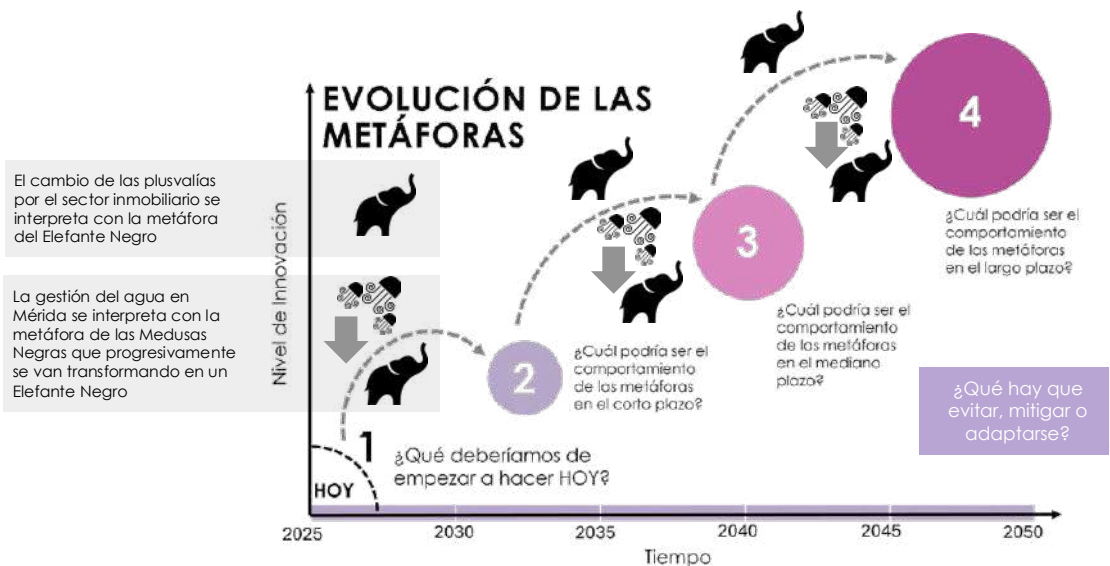 EVOLUCIÓN DE LAS
METÁFORAS
El cambio de las plusvalías
por el sector inmobiliario se
interpreta con la metáfora
del Elefante Negro
La gestión del agua en
Mérida se interpreta con la
metáfora de las Medusas
Negras que progresivamente
se van transformando en un
Elefante Negro
Nivel de Innovación
4
¿Cuál podría ser el
comportamiento
de las metáforas
en el largo plazo?
3
¿Cuál podría ser el
comportamiento
de las metáforas
en el mediano
plazo?
2
¿Cuál podría ser el
comportamiento
de las metáforas
en el corto plazo?
¿Qué hay que
evitar, mitigar o
adaptarse?
1
¿Qué deberíamos de
empezar a hacer HOY?
HOY
2025
2030
2035
2040
2045
2050
Tiempo